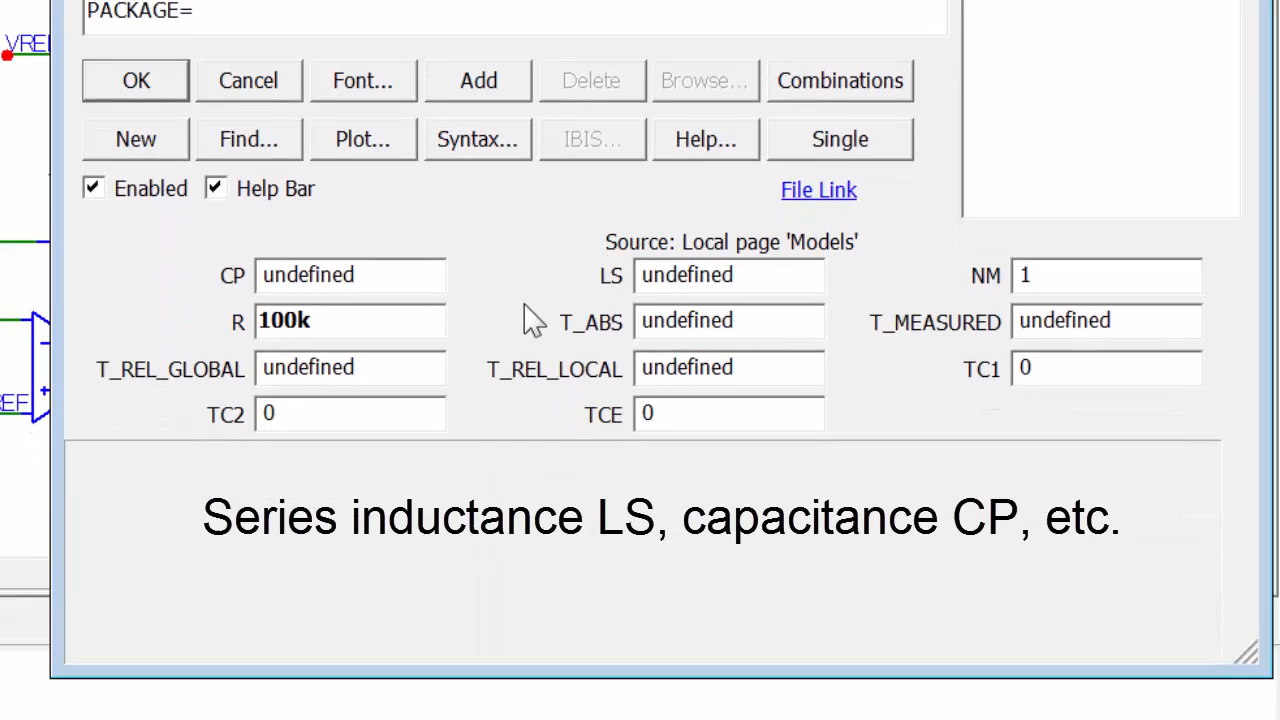 PACKAGE=
VREF
OK Cancel Font... Add Delete Browse... Combinations
New Find... Plot... Syntax... IBIS... Help... Single
Enabled Help Bar File Link
Source: Local page 'Models'
CP undefined LS undefined NM 1
R 100k T_ABS undefined T_MEASURED undefined
T_REL_GLOBAL undefined T_REL_LOCAL undefined TC1 0
TC2 0 TCE 0
Series inductance LS, capacitance CP, etc.